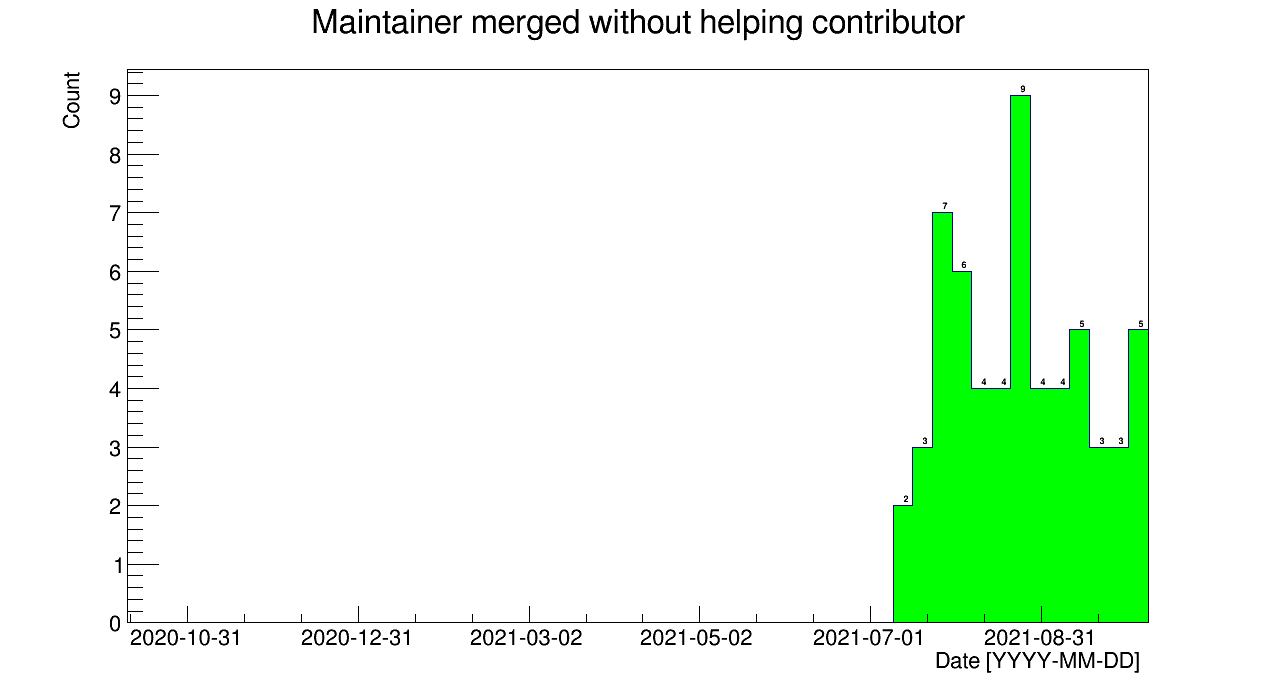 Maintainer merged without helping contributor
Count
9
8
7
6
5
4
3
2
1
0
2 3 7 6 4 4 9 4 4 5 3 3 5
2020-10-31 2020-12-31 2021-03-02 2021-05-02 2021-07-01 2021-08-31
Date [YYYY-MM-DD]